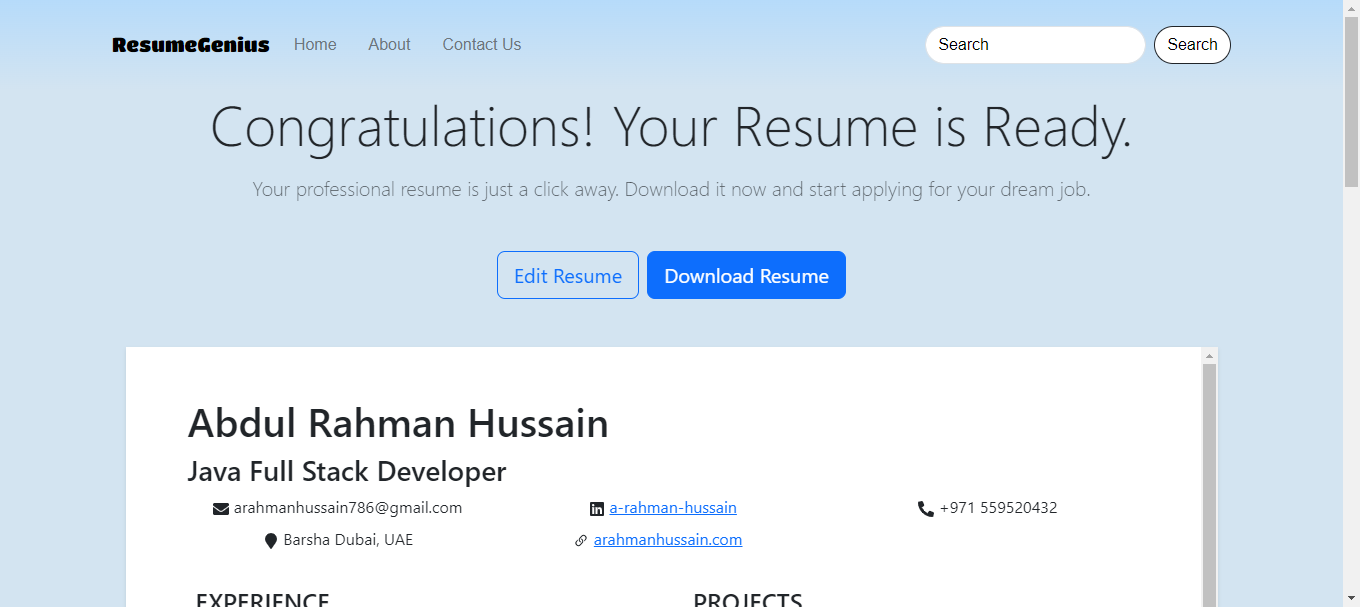 ResumeGenius Home About Contact Us Search Search
Congratulations! Your Resume is Ready.
Your professional resume is just a click away. Download it now and start applying for your dream job.
Edit Resume Download Resume
Abdul Rahman Hussain
Java Full Stack Developer
arahmanhussain786@gmail.com a-rahman-hussain +971 559520432
Barsha Dubai, UAE arahmanhussain.com
EXPERIENCE PROJECTS